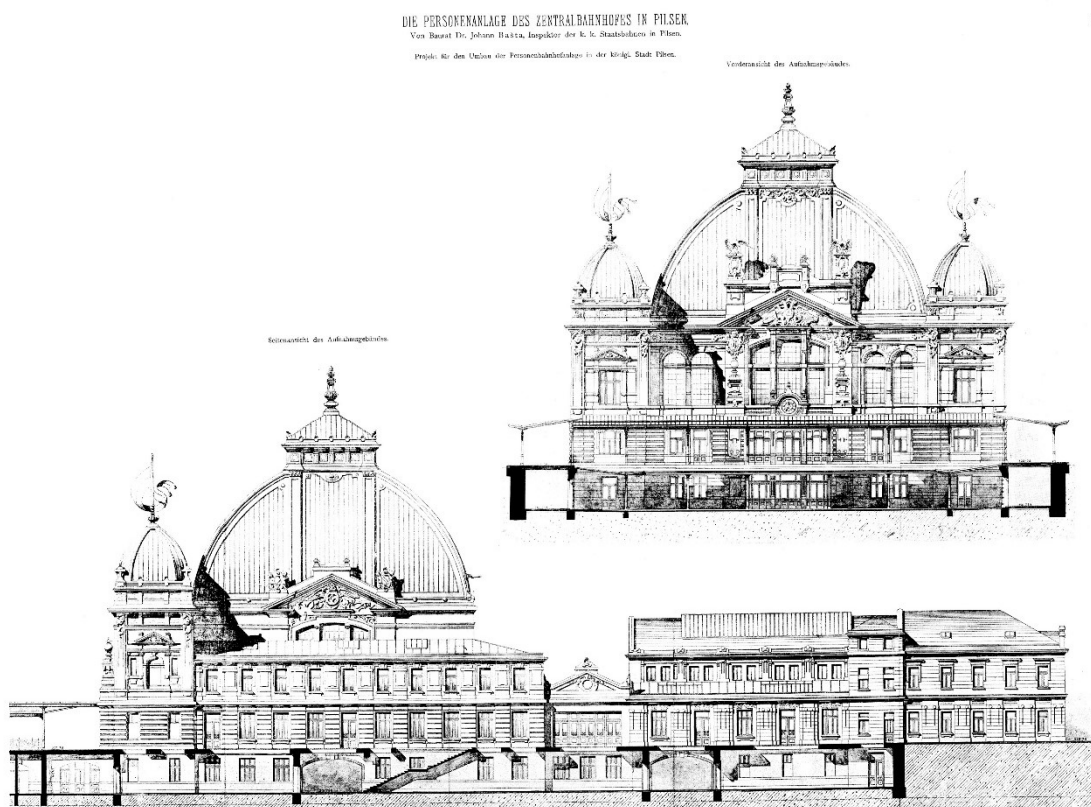 DIE PERSONENANLAGE DES ZENTRALBAHNHOFES IN PILSEN.
Von Baurat Dr. Johann Bašta, Inspektor der k. k. Staatsbahnen in Pilsen.
Projekt für den Umbau der Personenbahnhofanlage in der königl. Stadt Pilsen.
Vorderansicht des Aufnahmsgebäudes.
Seitenansicht des Aufnahmsgebäudes.